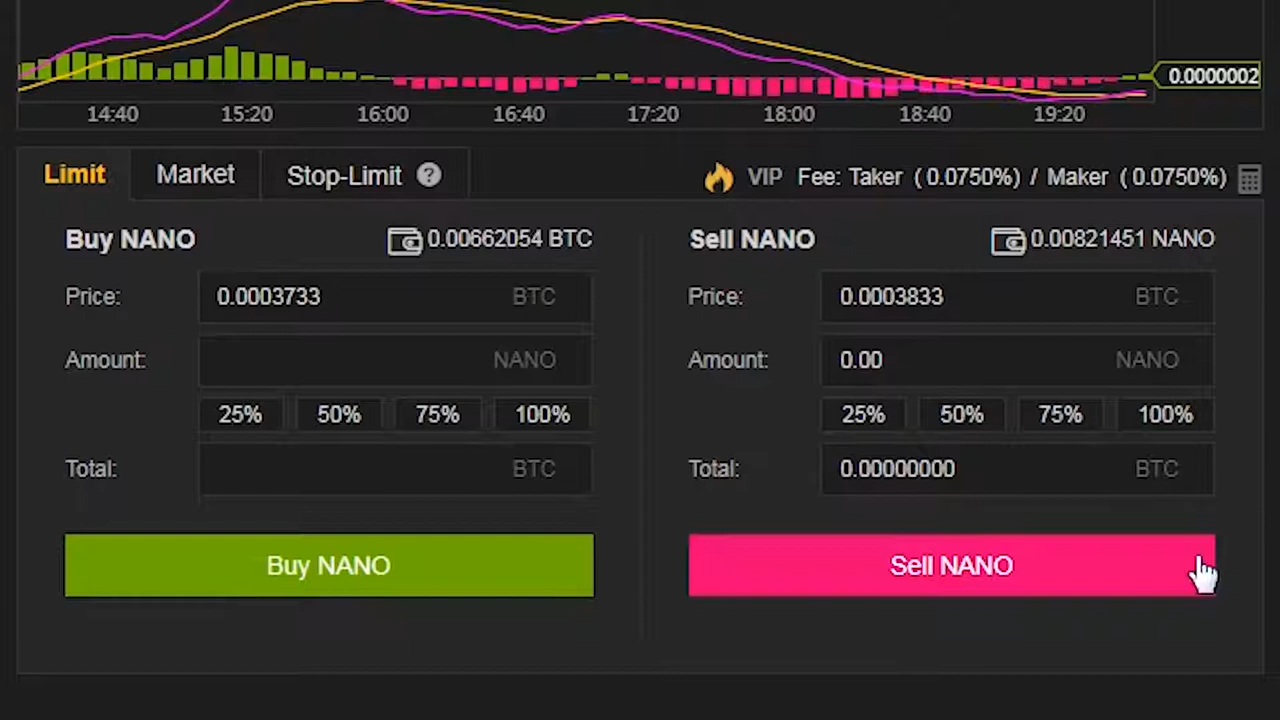 0.0000002
14:40 15:20 16:00 16:40 17:20 18:00 18:40 19:20
Limit Market Stop-Limit ? VIP Fee: Taker ( 0.0750%) / Maker ( 0.0750%)
Buy NANO 0.00662054 BTC
Price: 0.0003733 BTC
Amount: NANO
25% 50% 75% 100%
Total: BTC
Buy NANO
Sell NANO 0.00821451 NANO
Price: 0.0003833 BTC
Amount: 0.00 NANO
25% 50% 75% 100%
Total: 0.00000000 BTC
Sell NANO